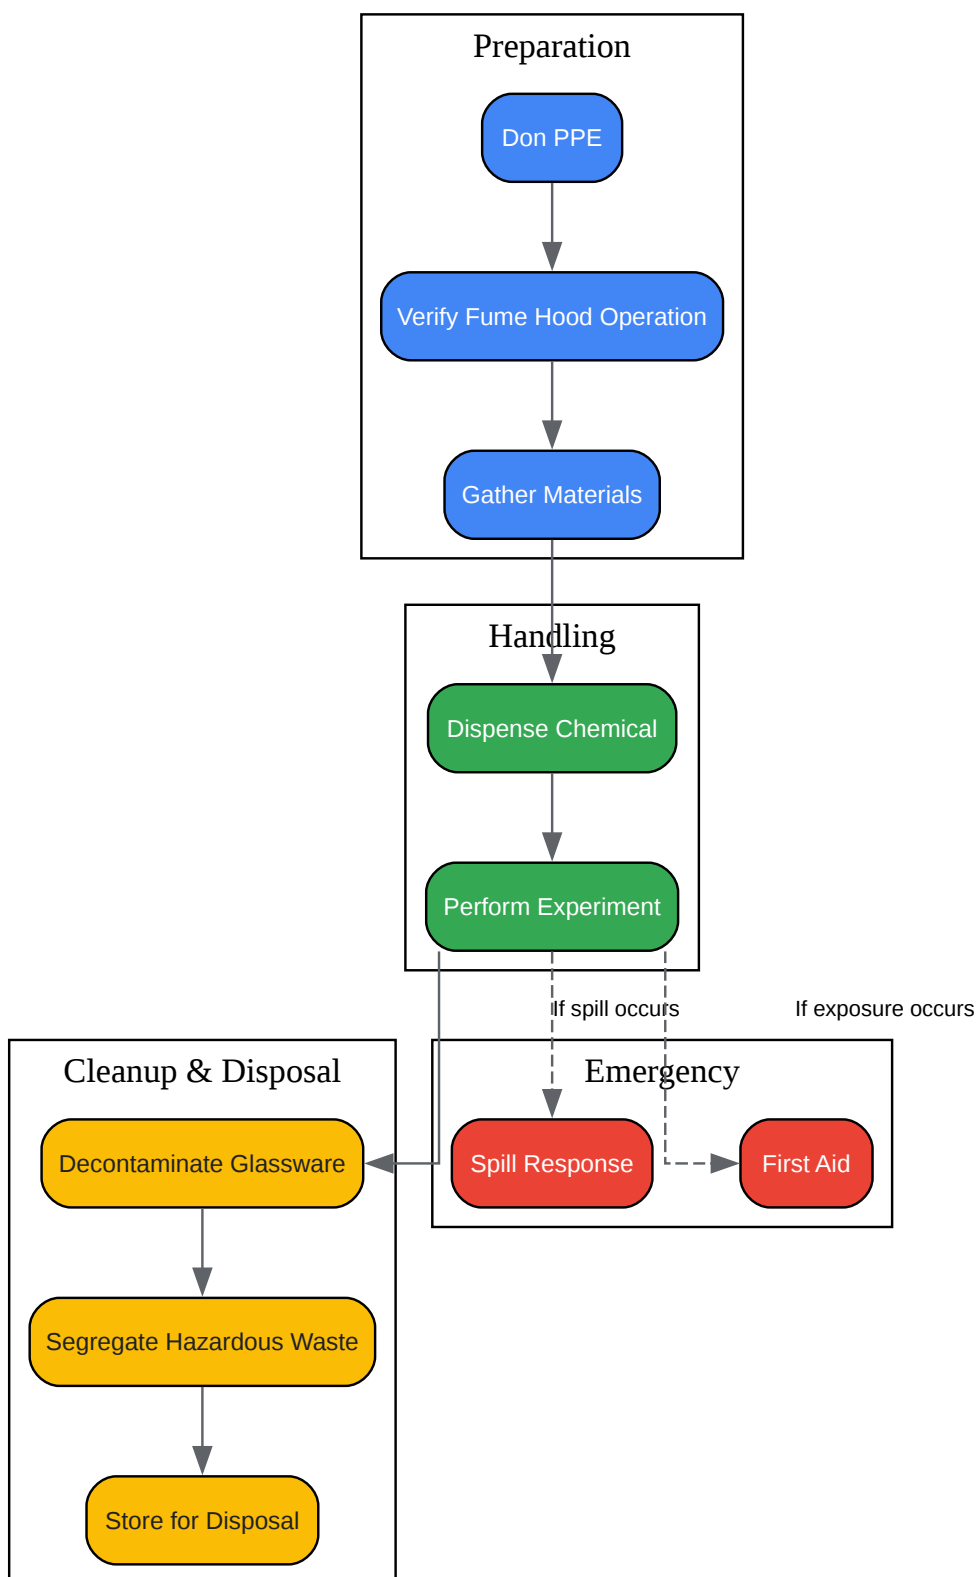 Preparation
Don PPE
Verify Fume Hood Operation
Gather Materials
Handling
Dispense Chemical
Perform Experiment
If spill occurs
If exposure occurs
Cleanup & Disposal
Emergency
Decontaminate Glassware
Spill Response
First Aid
Segregate Hazardous Waste
Store for Disposal